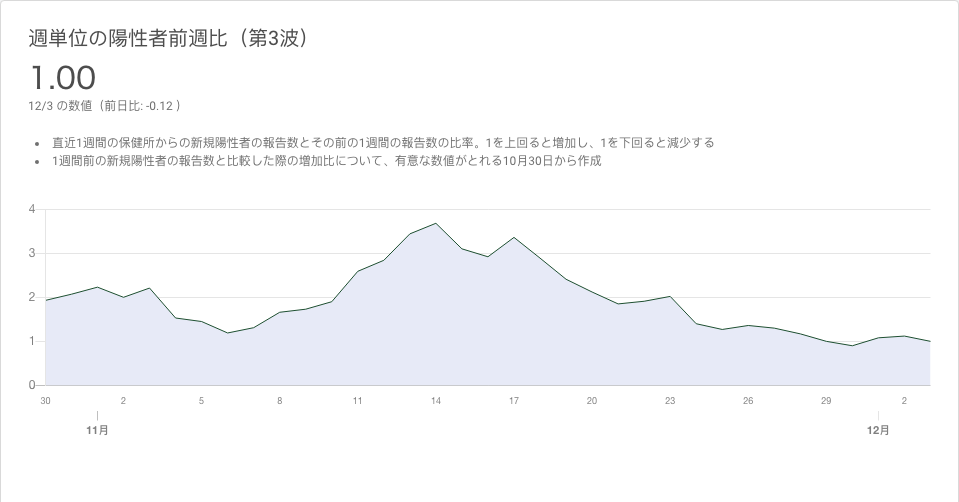 週単位の陽性者前週比（第3波）
1.00
12/3 の数値（前日比: -0.12 ）
• 直近1週間の保健所からの新規陽性者の報告数とその前の1週間の報告数の比率。1を上回ると増加し、1を下回ると減少する
• 1週間前の新規陽性者の報告数と比較した際の増加比について、有意な数値がとれる10月30日から作成
4
3
2
1
0
30 2 5 8 11 14 17 20 23 26 29 2
11月 12月